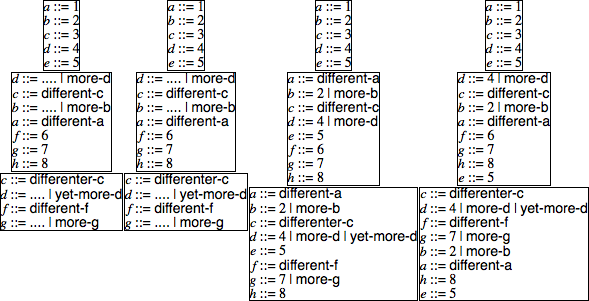 a ::= 1
b ::= 2
c ::= 3
d ::= 4
e ::= 5
d ::= .... | more-d
c ::= different-c
b ::= .... | more-b
a ::= different-a
f ::= 6
g ::= 7
h ::= 8
c ::= differenter-c
d ::= .... | yet-more-d
f ::= different-f
g ::= .... | more-g
a ::= 1
b ::= 2
c ::= 3
d ::= 4
e ::= 5
d ::= .... | more-d
c ::= different-c
b ::= .... | more-b
a ::= different-a
f ::= 6
g ::= 7
h ::= 8
c ::= differenter-c
d ::= .... | yet-more-d
f ::= different-f
g ::= .... | more-g
a ::= 1
b ::= 2
c ::= 3
d ::= 4
e ::= 5
a ::= different-a
b ::= 2 | more-b
c ::= different-c
d ::= 4 | more-d
e ::= 5
f ::= 6
g ::= 7
h ::= 8
a ::= different-a
b ::= 2 | more-b
c ::= differenter-c
d ::= 4 | more-d | yet-more-d
e ::= 5
f ::= different-f
g ::= 7 | more-g
h ::= 8
a ::= 1
b ::= 2
c ::= 3
d ::= 4
e ::= 5
d ::= 4 | more-d
c ::= different-c
b ::= 2 | more-b
a ::= different-a
f ::= 6
g ::= 7
h ::= 8
e ::= 5
c ::= differenter-c
d ::= 4 | more-d | yet-more-d
f ::= different-f
g ::= 7 | more-g
b ::= 2 | more-b
a ::= different-a
h ::= 8
e ::= 5